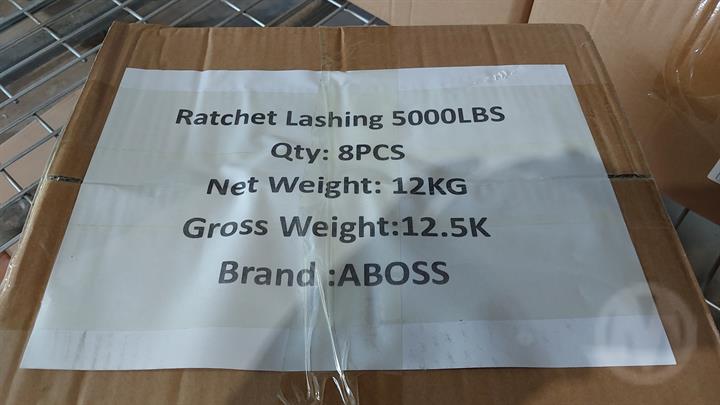 Ratchet Lashing 5000LBS
Qty: 8PCS
Net Weight: 12KG
Gross Weight:12.5K
Brand :ABOSS
M